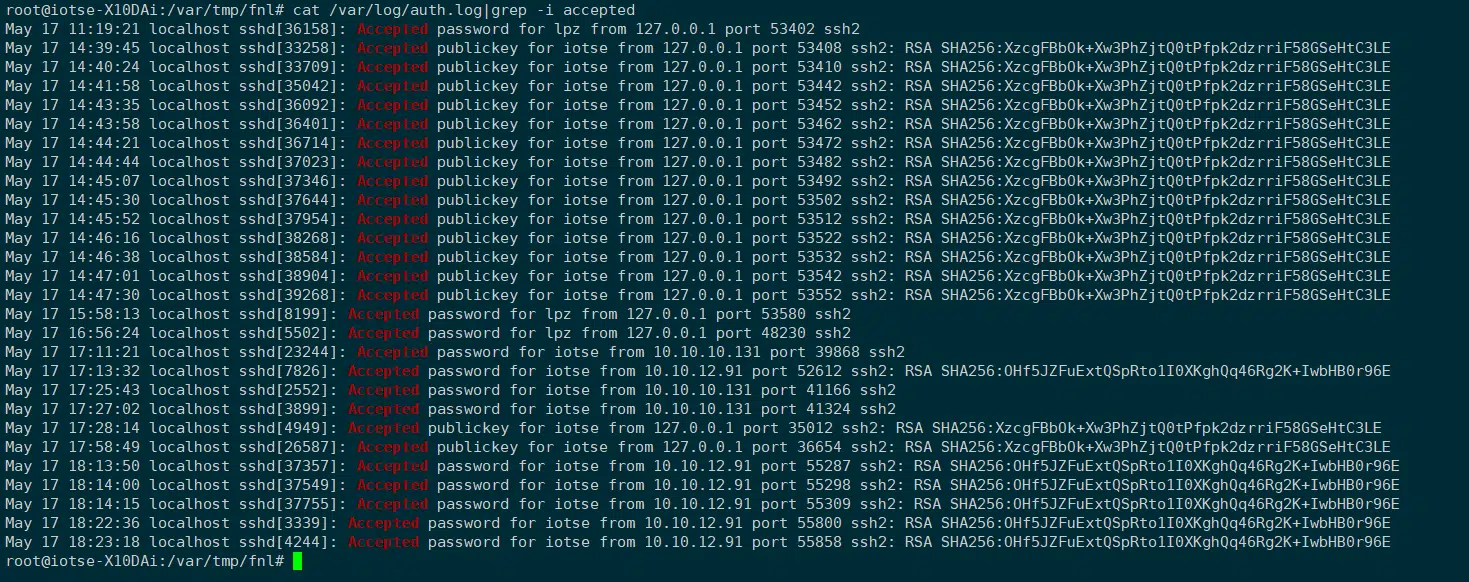 root@iotse-X10DAi:/var/tmp/fnl# cat /var/log/auth.log|grep -i accepted
May 17 11:19:21 localhost sshd[36158]: Accepted password for lpz from 127.0.0.1 port 53402 ssh2
May 17 14:39:45 localhost sshd[33258]: Accepted publickey for iotse from 127.0.0.1 port 53408 ssh2: RSA SHA256:XzcgFBbOk+Xw3PhZjtQ0tPfpk2dzrriF58GSeHtC3LE
May 17 14:40:24 localhost sshd[33709]: Accepted publickey for iotse from 127.0.0.1 port 53410 ssh2: RSA SHA256:XzcgFBbOk+Xw3PhZjtQ0tPfpk2dzrriF58GSeHtC3LE
May 17 14:41:58 localhost sshd[35042]: Accepted publickey for iotse from 127.0.0.1 port 53442 ssh2: RSA SHA256:XzcgFBbOk+Xw3PhZjtQ0tPfpk2dzrriF58GSeHtC3LE
May 17 14:43:35 localhost sshd[36092]: Accepted publickey for iotse from 127.0.0.1 port 53452 ssh2: RSA SHA256:XzcgFBbOk+Xw3PhZjtQ0tPfpk2dzrriF58GSeHtC3LE
May 17 14:43:58 localhost sshd[36401]: Accepted publickey for iotse from 127.0.0.1 port 53462 ssh2: RSA SHA256:XzcgFBbOk+Xw3PhZjtQ0tPfpk2dzrriF58GSeHtC3LE
May 17 14:44:21 localhost sshd[36714]: Accepted publickey for iotse from 127.0.0.1 port 53472 ssh2: RSA SHA256:XzcgFBbOk+Xw3PhZjtQ0tPfpk2dzrriF58GSeHtC3LE
May 17 14:44:44 localhost sshd[37023]: Accepted publickey for iotse from 127.0.0.1 port 53482 ssh2: RSA SHA256:XzcgFBbOk+Xw3PhZjtQ0tPfpk2dzrriF58GSeHtC3LE
May 17 14:45:07 localhost sshd[37346]: Accepted publickey for iotse from 127.0.0.1 port 53492 ssh2: RSA SHA256:XzcgFBbOk+Xw3PhZjtQ0tPfpk2dzrriF58GSeHtC3LE
May 17 14:45:30 localhost sshd[37644]: Accepted publickey for iotse from 127.0.0.1 port 53502 ssh2: RSA SHA256:XzcgFBbOk+Xw3PhZjtQ0tPfpk2dzrriF58GSeHtC3LE
May 17 14:45:52 localhost sshd[37954]: Accepted publickey for iotse from 127.0.0.1 port 53512 ssh2: RSA SHA256:XzcgFBbOk+Xw3PhZjtQ0tPfpk2dzrriF58GSeHtC3LE
May 17 14:46:16 localhost sshd[38268]: Accepted publickey for iotse from 127.0.0.1 port 53522 ssh2: RSA SHA256:XzcgFBbOk+Xw3PhZjtQ0tPfpk2dzrriF58GSeHtC3LE
May 17 14:46:38 localhost sshd[38584]: Accepted publickey for iotse from 127.0.0.1 port 53532 ssh2: RSA SHA256:XzcgFBbOk+Xw3PhZjtQ0tPfpk2dzrriF58GSeHtC3LE
May 17 14:47:01 localhost sshd[38904]: Accepted publickey for iotse from 127.0.0.1 port 53542 ssh2: RSA SHA256:XzcgFBbOk+Xw3PhZjtQ0tPfpk2dzrriF58GSeHtC3LE
May 17 14:47:30 localhost sshd[39268]: Accepted publickey for iotse from 127.0.0.1 port 53552 ssh2: RSA SHA256:XzcgFBbOk+Xw3PhZjtQ0tPfpk2dzrriF58GSeHtC3LE
May 17 15:58:13 localhost sshd[8199]: Accepted password for lpz from 127.0.0.1 port 53580 ssh2
May 17 16:56:24 localhost sshd[5502]: Accepted password for lpz from 127.0.0.1 port 48230 ssh2
May 17 17:11:21 localhost sshd[23244]: Accepted password for iotse from 10.10.10.131 port 39868 ssh2
May 17 17:13:32 localhost sshd[7826]: Accepted password for iotse from 10.10.12.91 port 52612 ssh2: RSA SHA256:OHf5JZFuExtQSpRto1I0XKghQq46Rg2K+IwbHB0r96E
May 17 17:25:43 localhost sshd[2552]: Accepted password for iotse from 10.10.10.131 port 41166 ssh2
May 17 17:27:02 localhost sshd[3899]: Accepted password for iotse from 10.10.10.131 port 41324 ssh2
May 17 17:28:14 localhost sshd[4949]: Accepted publickey for iotse from 127.0.0.1 port 35012 ssh2: RSA SHA256:XzcgFBbOk+Xw3PhZjtQ0tPfpk2dzrriF58GSeHtC3LE
May 17 17:58:49 localhost sshd[26587]: Accepted publickey for iotse from 127.0.0.1 port 36654 ssh2: RSA SHA256:XzcgFBbOk+Xw3PhZjtQ0tPfpk2dzrriF58GSeHtC3LE
May 17 18:13:50 localhost sshd[37357]: Accepted password for iotse from 10.10.12.91 port 55287 ssh2: RSA SHA256:OHf5JZFuExtQSpRto1I0XKghQq46Rg2K+IwbHB0r96E
May 17 18:14:00 localhost sshd[37549]: Accepted password for iotse from 10.10.12.91 port 55298 ssh2: RSA SHA256:OHf5JZFuExtQSpRto1I0XKghQq46Rg2K+IwbHB0r96E
May 17 18:14:15 localhost sshd[37755]: Accepted password for iotse from 10.10.12.91 port 55309 ssh2: RSA SHA256:OHf5JZFuExtQSpRto1I0XKghQq46Rg2K+IwbHB0r96E
May 17 18:22:36 localhost sshd[3339]: Accepted password for iotse from 10.10.12.91 port 55800 ssh2: RSA SHA256:OHf5JZFuExtQSpRto1I0XKghQq46Rg2K+IwbHB0r96E
May 17 18:23:18 localhost sshd[4244]: Accepted password for iotse from 10.10.12.91 port 55858 ssh2: RSA SHA256:OHf5JZFuExtQSpRto1I0XKghQq46Rg2K+IwbHB0r96E
root@iotse-X10DAi:/var/tmp/fnl#